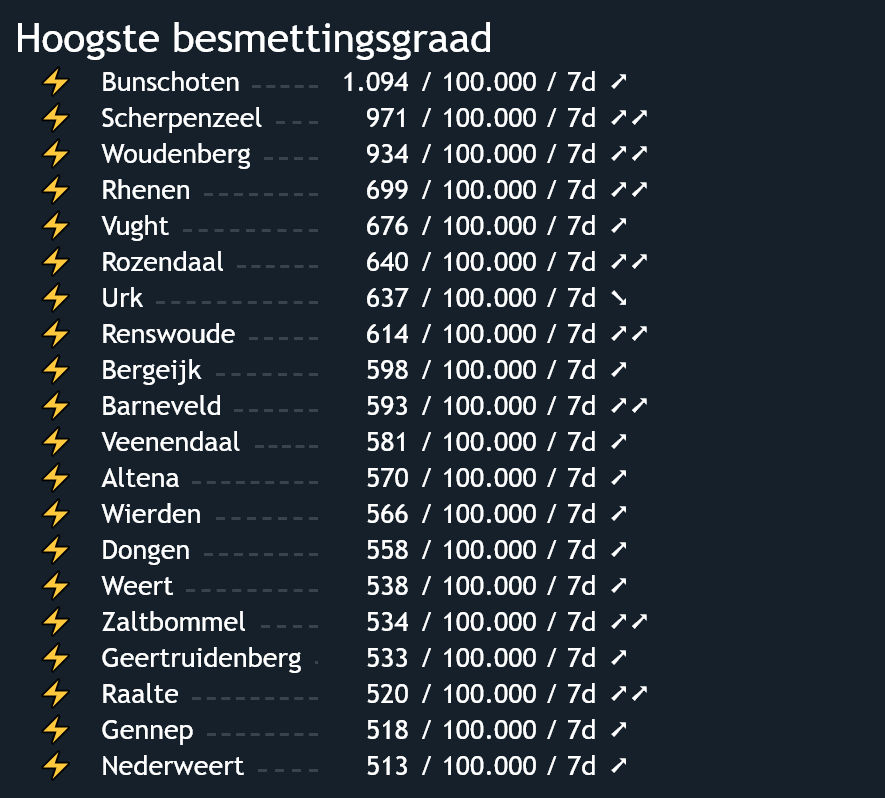 Hoogste besmettingsgraad
⚡ Bunschoten ----- 1.094 / 100.000 / 7d ➚
⚡ Scherpenzeel --- 971 / 100.000 / 7d ➚➚
⚡ Woudenberg ---- 934 / 100.000 / 7d ➚➚
⚡ Rhenen -------- 699 / 100.000 / 7d ➚➚
⚡ Vught --------- 676 / 100.000 / 7d ➚
⚡ Rozendaal ------ 640 / 100.000 / 7d ➚➚
⚡ Urk ------------ 637 / 100.000 / 7d ➘
⚡ Renswoude ----- 614 / 100.000 / 7d ➚➚
⚡ Bergeijk ------- 598 / 100.000 / 7d ➚
⚡ Barneveld ------ 593 / 100.000 / 7d ➚➚
⚡ Veenendaal ----- 581 / 100.000 / 7d ➚
⚡ Altena --------- 570 / 100.000 / 7d ➚
⚡ Wierden ------- 566 / 100.000 / 7d ➚
⚡ Dongen -------- 558 / 100.000 / 7d ➚
⚡ Weert --------- 538 / 100.000 / 7d ➚
⚡ Zaltbommel ---- 534 / 100.000 / 7d ➚➚
⚡ Geertruidenberg - 533 / 100.000 / 7d ➚
⚡ Raalte --------- 520 / 100.000 / 7d ➚➚
⚡ Gennep -------- 518 / 100.000 / 7d ➚
⚡ Nederweert ---- 513 / 100.000 / 7d ➚